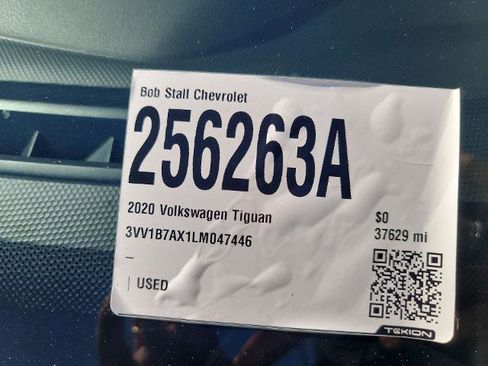 Bob Stall Chevrolet
256263A
2020 Volkswagen Tiguan
3VV1B7AX1LM047446
–
| USED
$0
37629 mi
TEKION